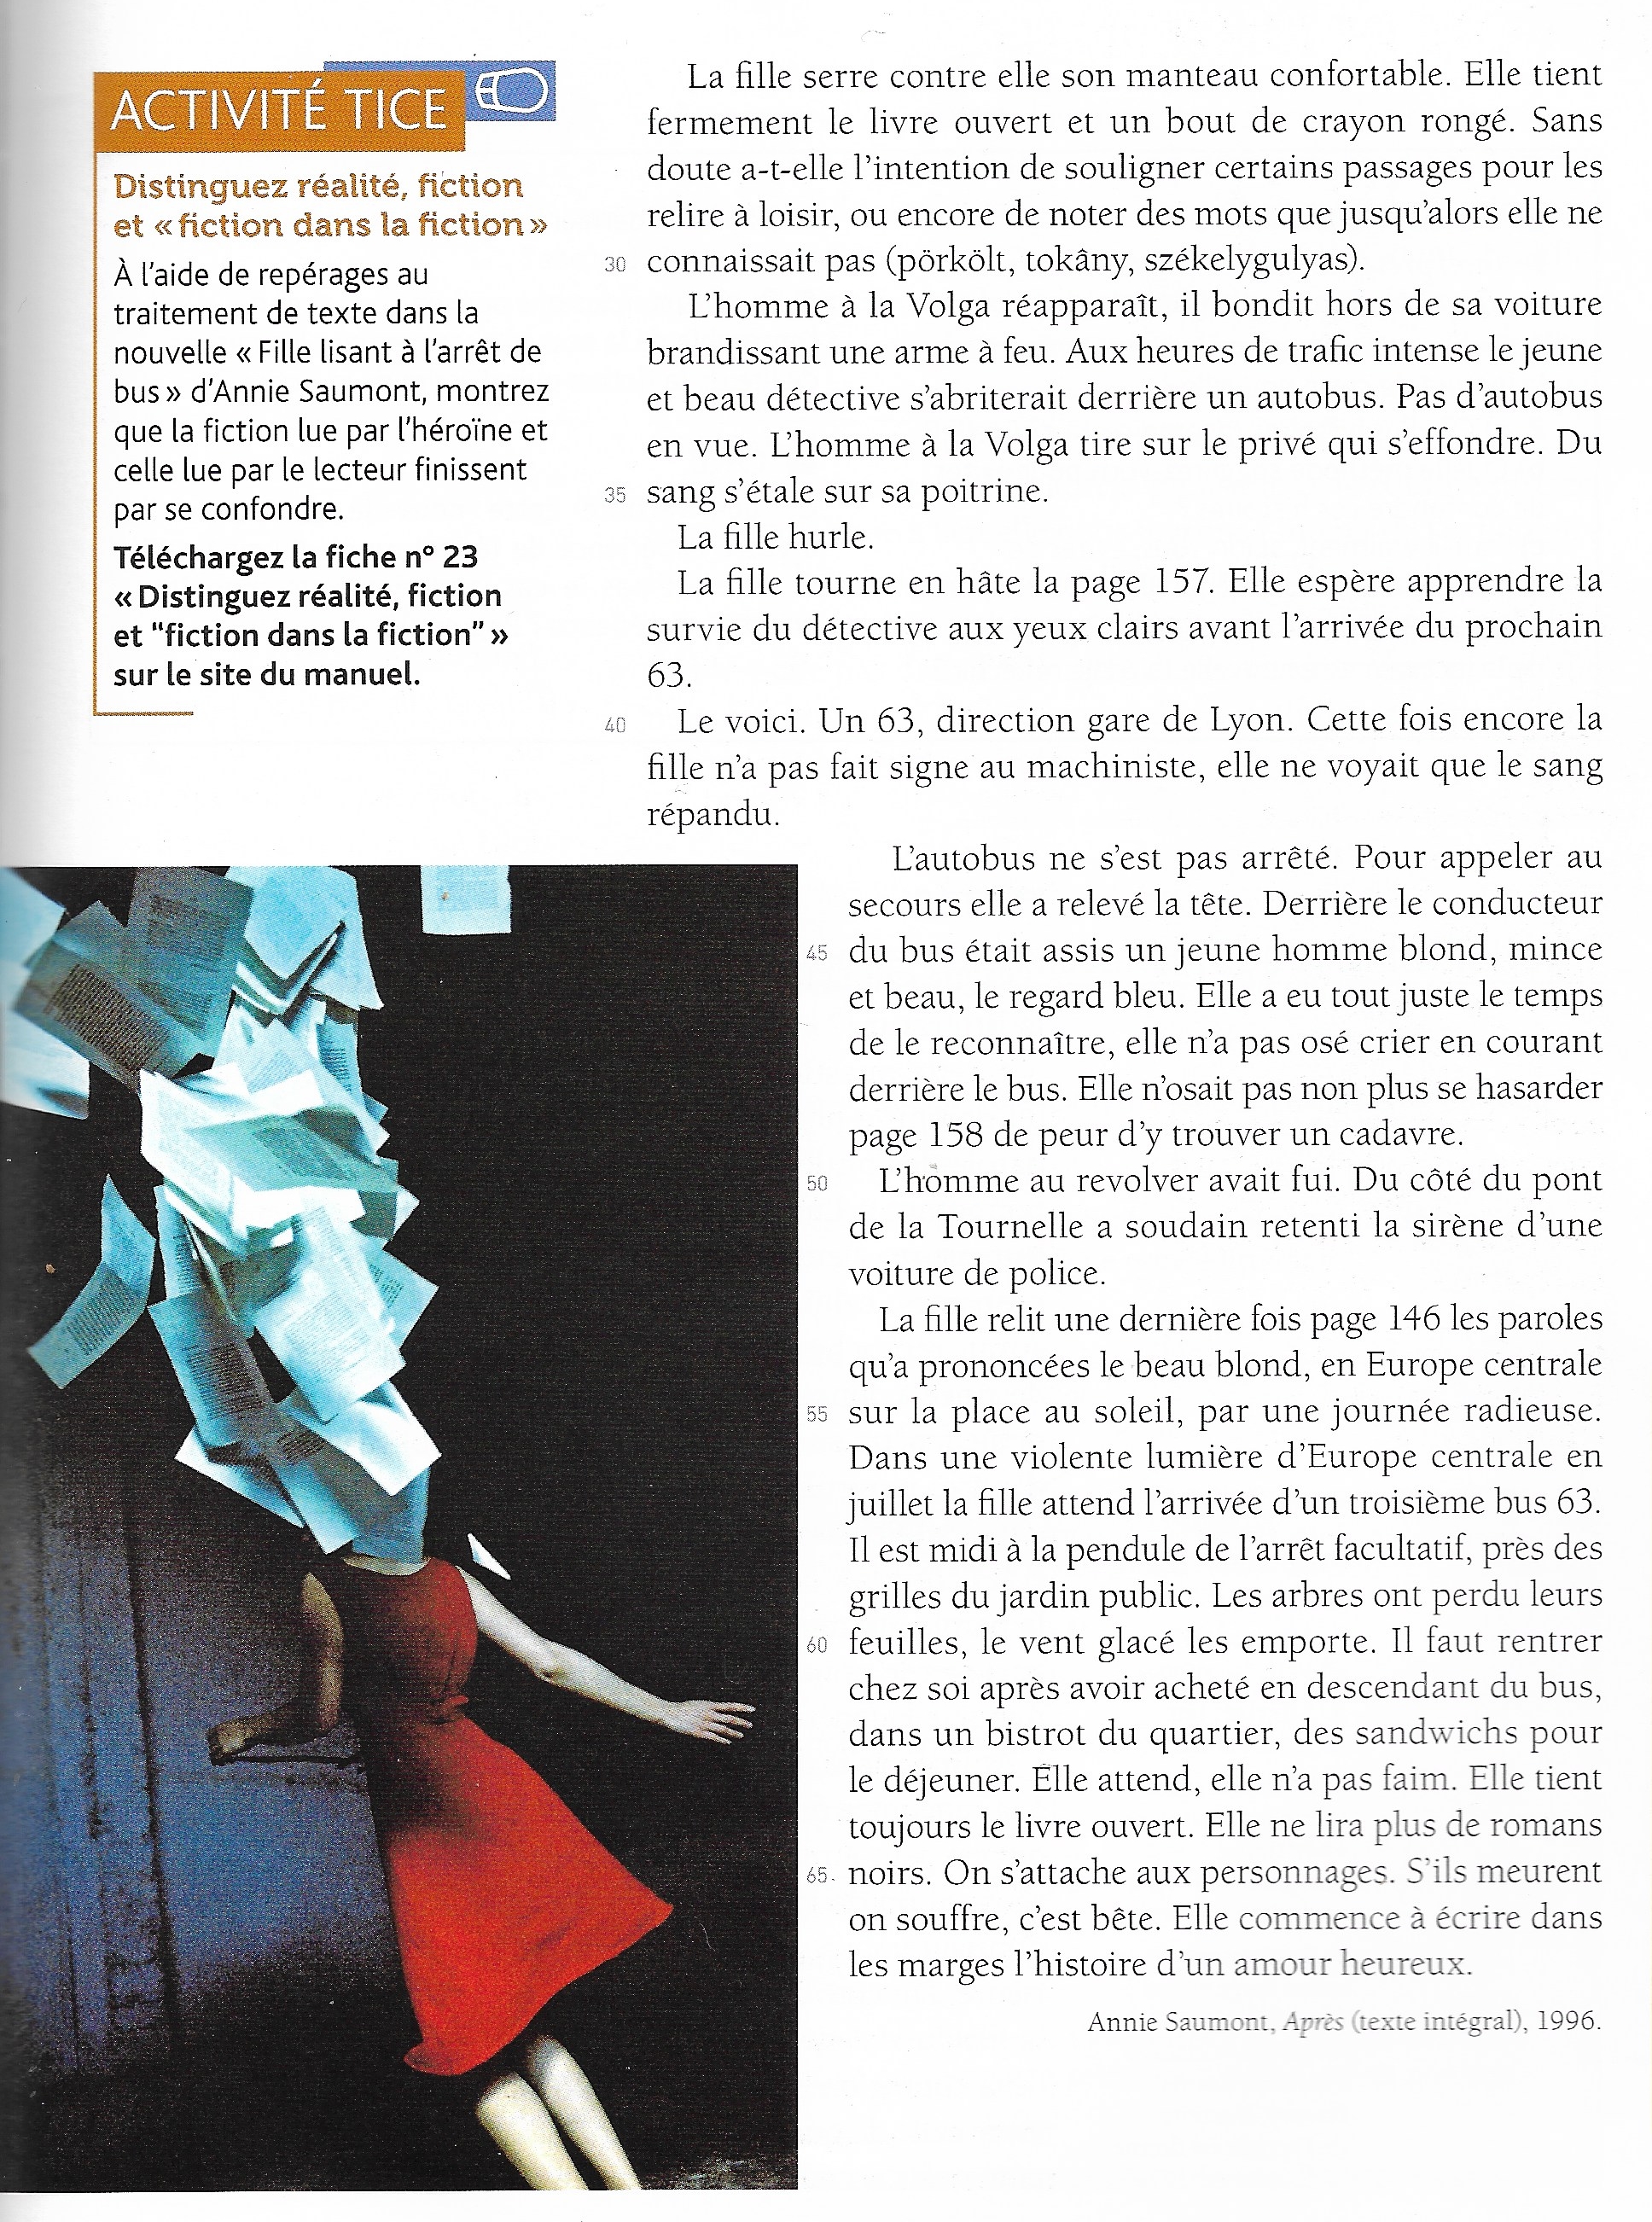 ACTIVITÉ TICE
Distinguez réalité, fiction
et « fiction dans la fiction »
À l'aide de repérages au
traitement de texte dans la
nouvelle « Fille lisant à l'arrêt de
bus » d'Annie Saumont, montrez
que la fiction lue par l'héroïne et
celle lue par le lecteur finissent
par se confondre.
Téléchargez la fiche n° 23
« Distinguez réalité, fiction
et "fiction dans la fiction" »
sur le site du manuel.
La fille serre contre elle son manteau confortable. Elle tient
fermement le livre ouvert et un bout de crayon rongé. Sans
doute a-t-elle l'intention de souligner certains passages pour les
relire à loisir, ou encore de noter des mots que jusqu'alors elle ne
30 connaissait pas (pörkölt, tokâny, székelygulyas).
L'homme à la Volga réapparaît, il bondit hors de sa voiture
brandissant une arme à feu. Aux heures de trafic intense le jeune
et beau détective s'abriterait derrière un autobus. Pas d'autobus
en vue. L'homme à la Volga tire sur le privé qui s'effondre. Du
35 sang s'étale sur sa poitrine.
La fille hurle.
La fille tourne en hâte la page 157. Elle espère apprendre la
survie du détective aux yeux clairs avant l'arrivée du prochain
63.
40 Le voici. Un 63, direction gare de Lyon. Cette fois encore la
fille n'a pas fait signe au machiniste, elle ne voyait que le sang
répandu.
L'autobus ne s'est pas arrêté. Pour appeler au
secours elle a relevé la tête. Derrière le conducteur
45 du bus était assis un jeune homme blond, mince
et beau, le regard bleu. Elle a eu tout juste le temps
de le reconnaître, elle n'a pas osé crier en courant
derrière le bus. Elle n'osait pas non plus se hasarder
page 158 de peur d'y trouver un cadavre.
50 L'homme au revolver avait fui. Du côté du pont
de la Tournelle a soudain retenti la sirène d'une
voiture de police.
La fille relit une dernière fois page 146 les paroles
qu'a prononcées le beau blond, en Europe centrale
55 sur la place au soleil, par une journée radieuse.
Dans une violente lumière d'Europe centrale en
juillet la fille attend l'arrivée d'un troisième bus 63.
Il est midi à la pendule de l'arrêt facultatif, près des
grilles du jardin public. Les arbres ont perdu leurs
60 feuilles, le vent glacé les emporte. Il faut rentrer
chez soi après avoir acheté en descendant du bus,
dans un bistrot du quartier, des sandwichs pour
le déjeuner. Elle attend, elle n'a pas faim. Elle tient
toujours le livre ouvert. Elle ne lira plus de romans
65 noirs. On s'attache aux personnages. S'ils meurent
on souffre, c'est bête. Elle commence à écrire dans
les marges l'histoire d'un amour heureux.
Annie Saumont, Après (texte intégral), 1996.